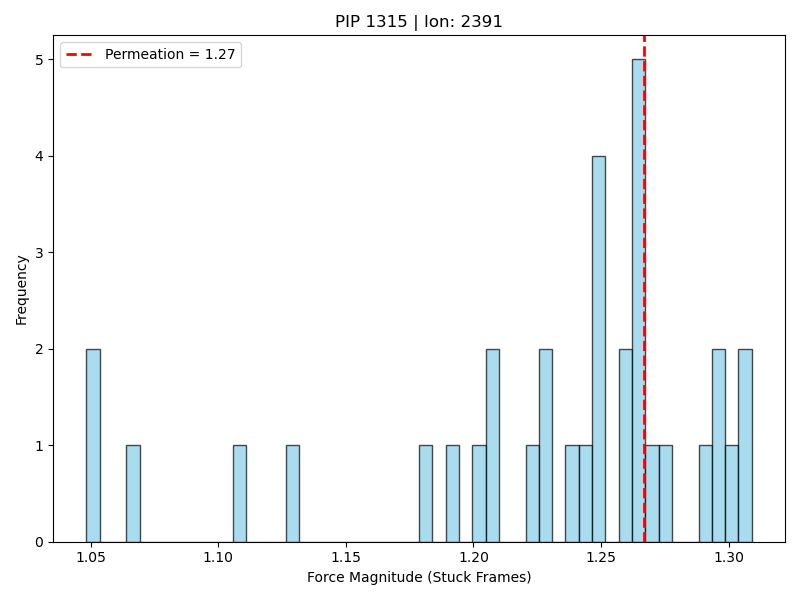 PIP 1315 | Ion: 2391
Permeation = 1.27
Frequency
5
4
3
2
1
0
1.05 1.10 1.15 1.20 1.25 1.30
Force Magnitude (Stuck Frames)